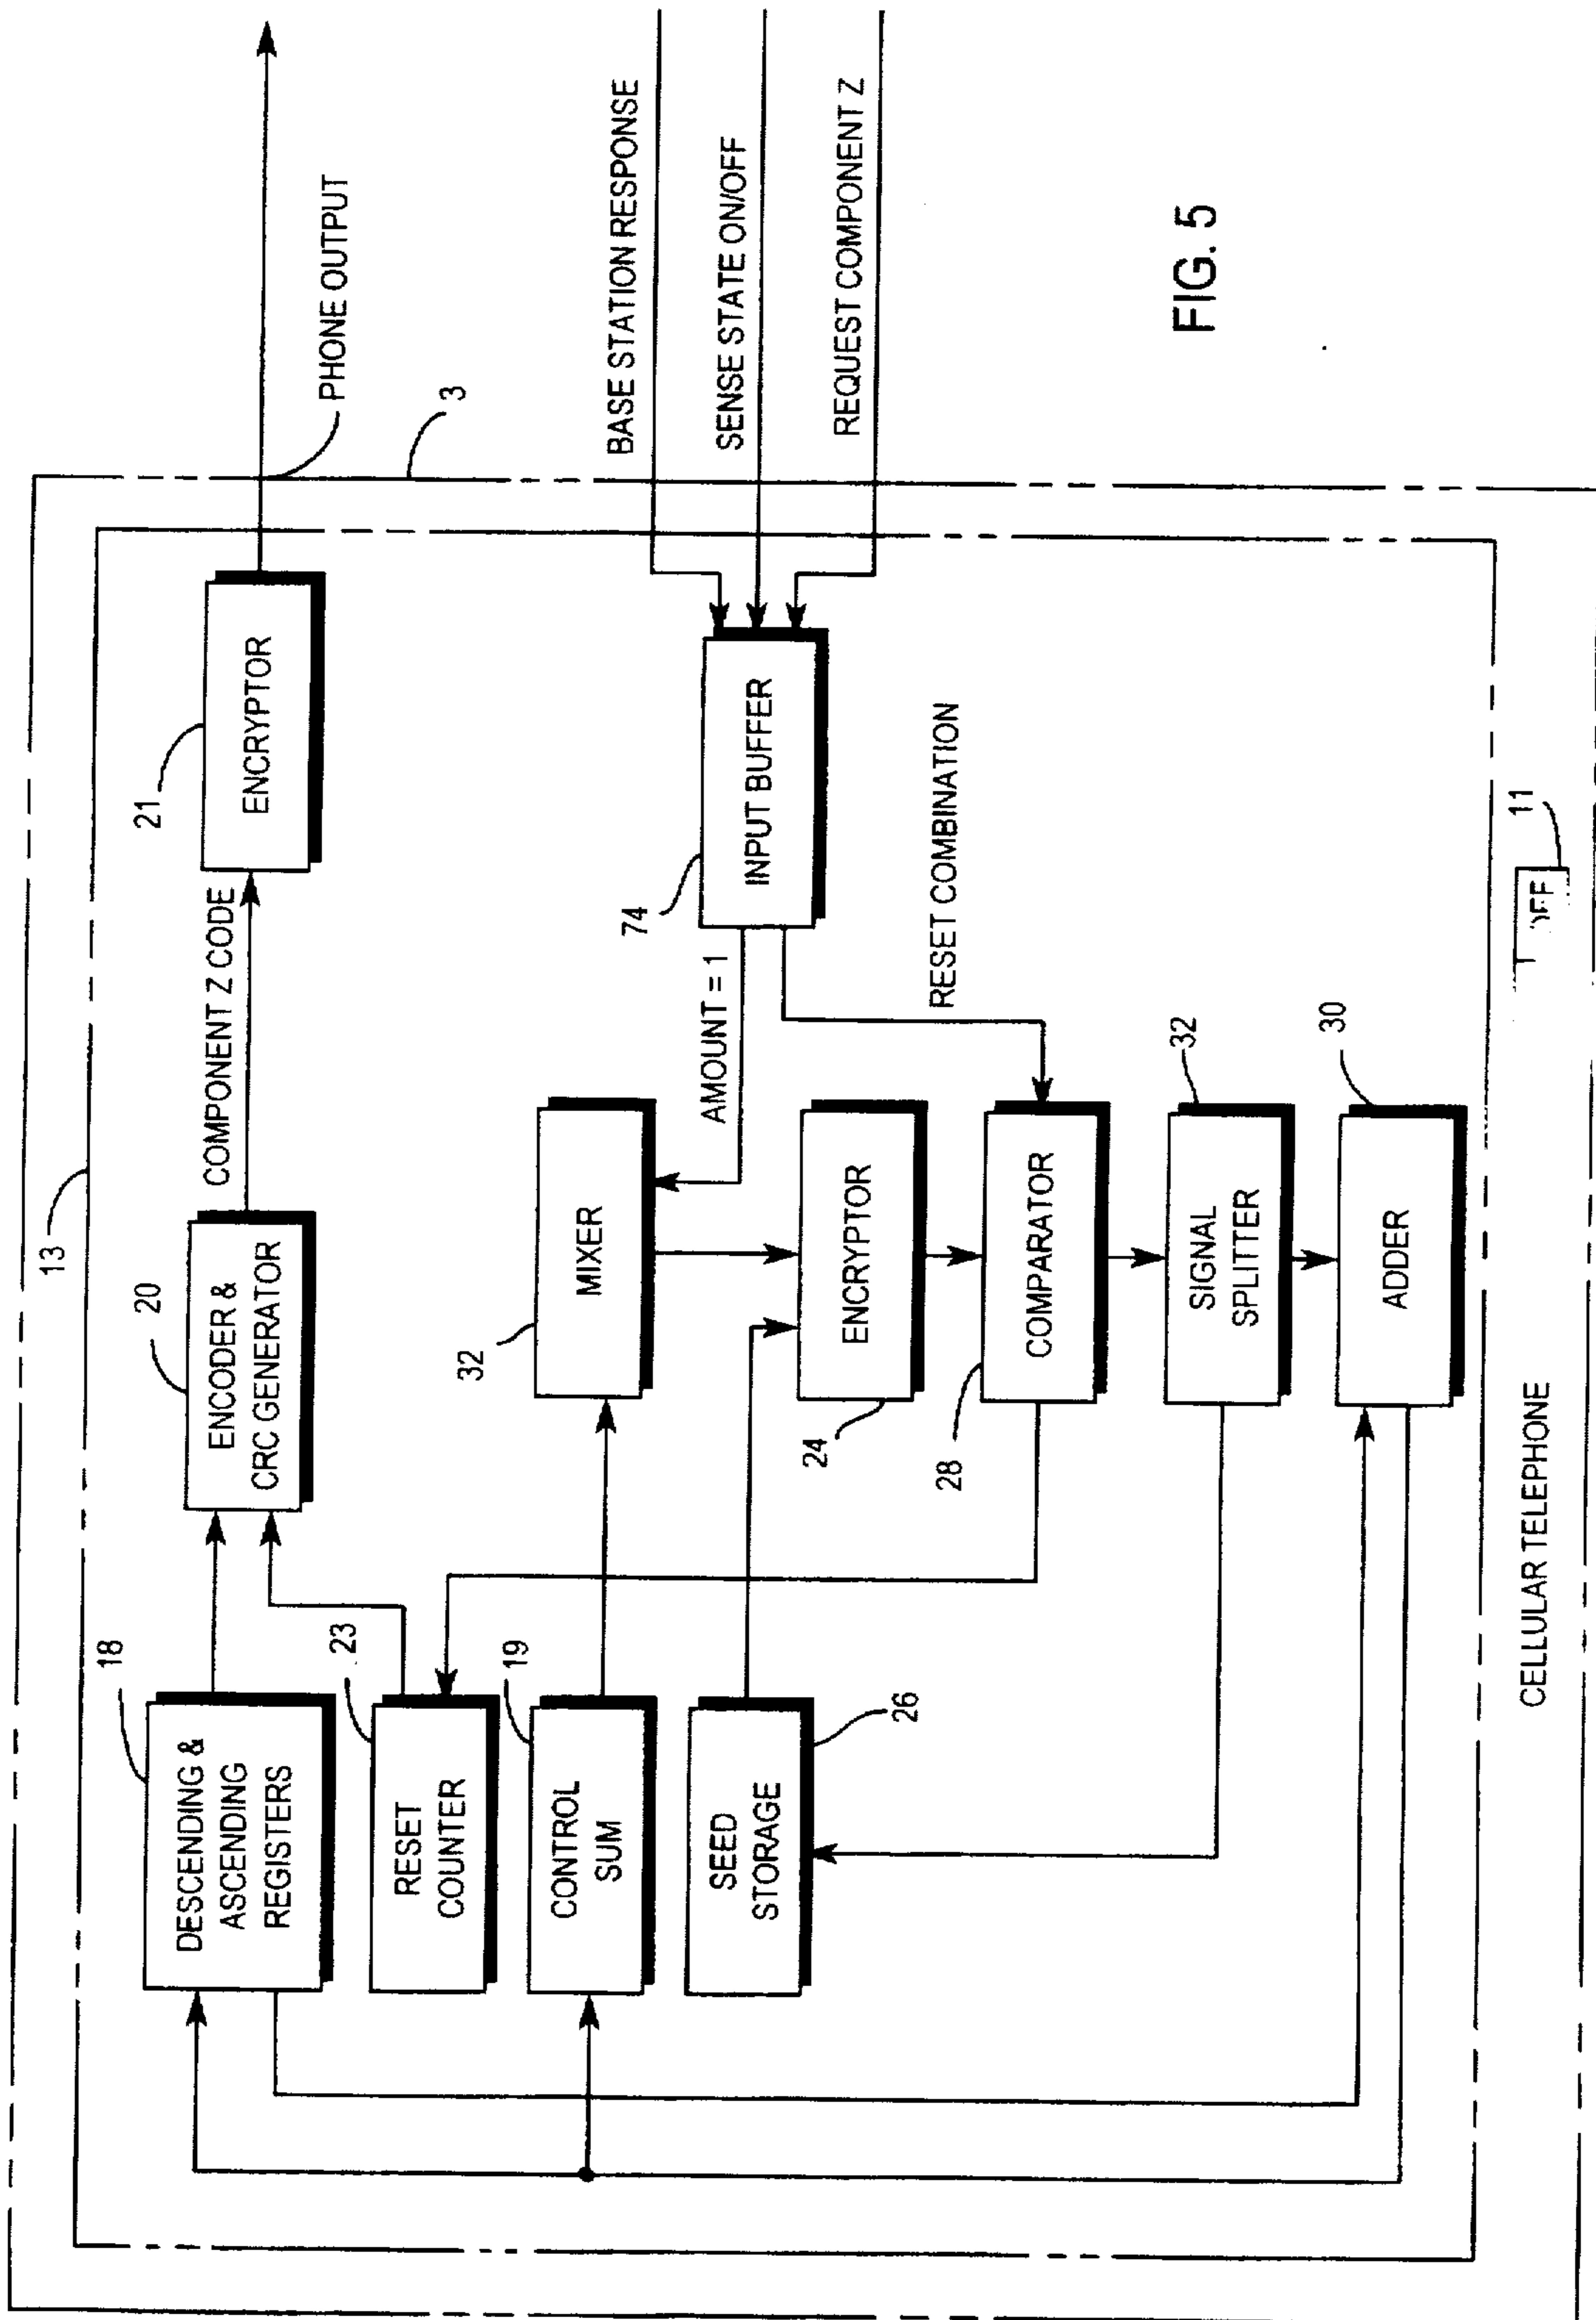 13
18
DESCENDING &
ASCENDING
REGISTERS
20
ENCODER &
CRC GENERATOR
COMPONENT Z CODE
21
ENCRYPTOR
PHONE OUTPUT
3
23
RESET
COUNTER
19
CONTROL
SUM
32
MIXER
AMOUNT = 1
74
INPUT BUFFER
BASE STATION RESPONSE
SENSE STATE ON/OFF
REQUEST COMPONENT Z
SEED
STORAGE
26
ENCRYPTOR
24
RESET COMBINATION
COMPARATOR
28
SIGNAL
SPLITTER
32
ADDER
30
11
CELLULAR TELEPHONE
FIG. 5